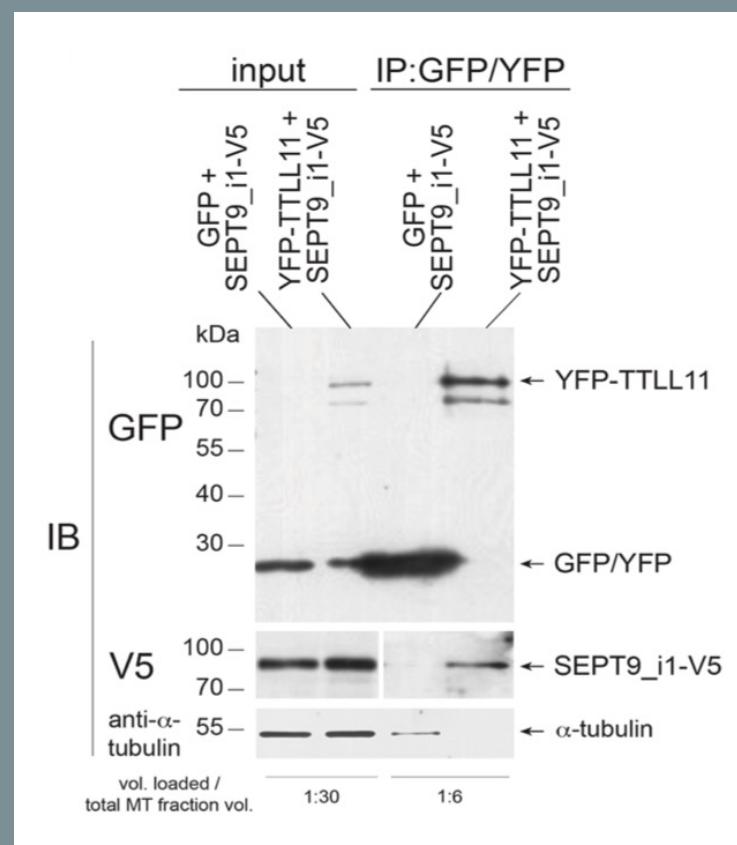 input
IP:GFP/YFP
GFP +
SEPT9_i1-V5
YFP-TTLL11 +
SEPT9_i1-V5
GFP +
SEPT9_i1-V5
YFP-TTLL11 +
SEPT9_i1-V5
kDa
100
70
55
40
30
GFP
YFP-TTLL11
GFP/YFP
IB
V5
100
70
SEPT9_i1-V5
anti-α-
tubulin
55
α-tubulin
vol. loaded /
total MT fraction vol.
1:30
1:6